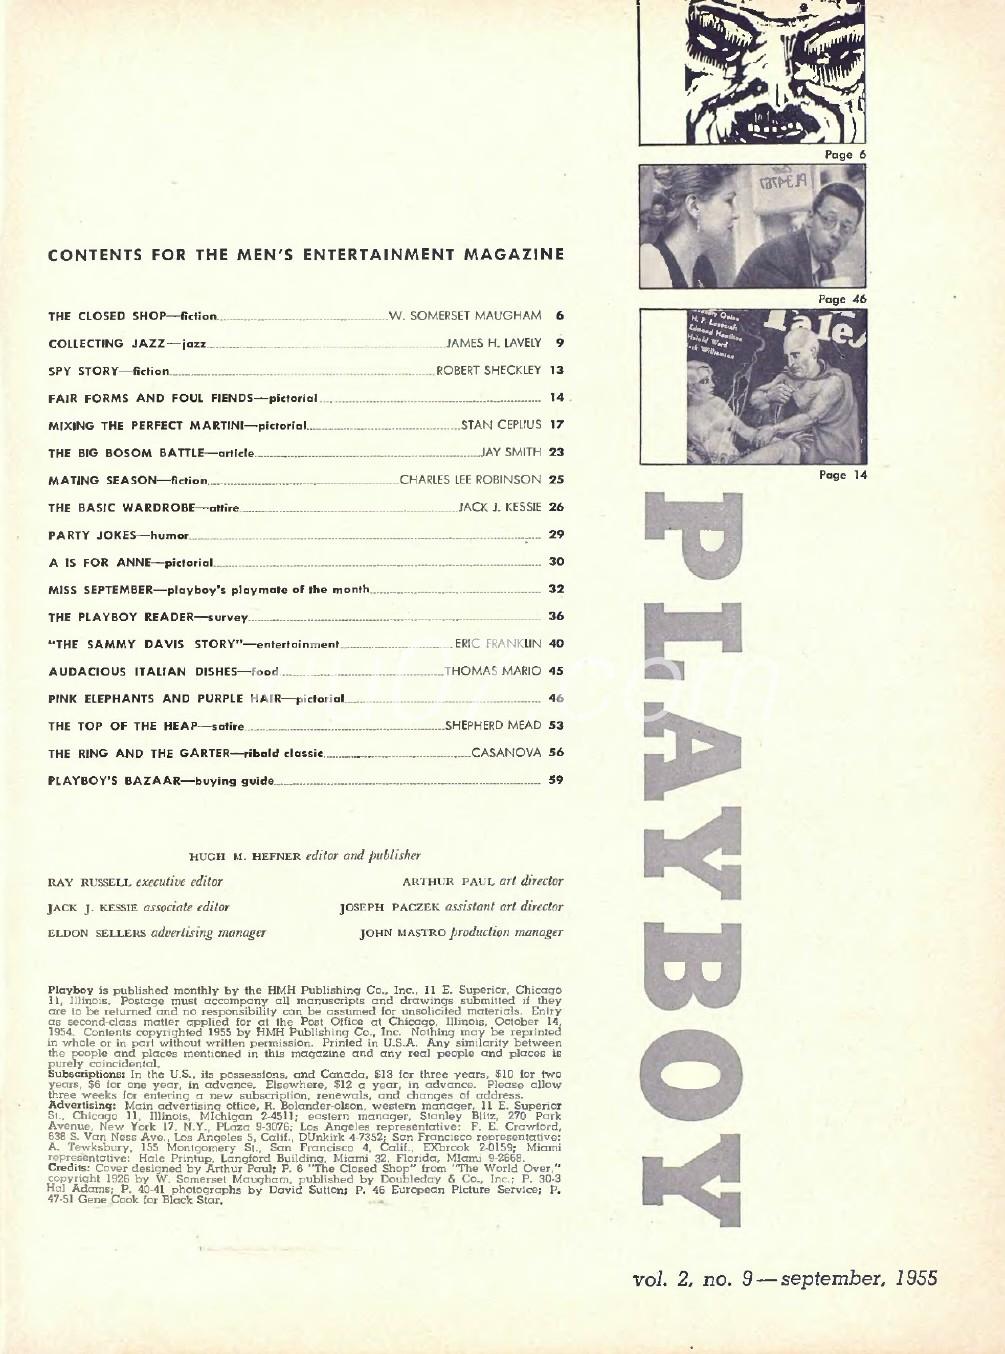 CONTENTS FOR THE MEN'S ENTERTAINMENT MAGAZINE
THE CLOSED SHOP—fiction W. SOMERSET MAUGHAM 6
COLLECTING JAZZ—jazz JAMES H. LAVELY 9
SPY STORY—fiction ROBERT SHECKLEY 13
FAIR FORMS AND FOUL FIENDS—pictorial 14
MIXING THE PERFECT MARTINI—pictorial STAN CEPLIUS 17
THE BIG BOSOM BATTLE—article JAY SMITH 23
MATING SEASON—fiction CHARLES LEE ROBINSON 25
THE BASIC WARDROBE—attire JACK J. KESSIE 26
PARTY JOKES—humor 29
A IS FOR ANNE—pictorial 30
MISS SEPTEMBER—playboy's playmate of the month 32
THE PLAYBOY READER—survey 36
"THE SAMMY DAVIS STORY"—entertainment ERIC FRANKLIN 40
AUDACIOUS ITALIAN DISHES—food THOMAS MARIO 45
PINK ELEPHANTS AND PURPLE HAIR—pictorial 46
THE TOP OF THE HEAP—satire SHEPHERD MEAD 53
THE RING AND THE GARTER—ribald classic CASANOVA 56
PLAYBOY'S BAZAAR—buying guide 59
HUGH M. HEFNER editor and publisher
RAY RUSSELL executive editor ARTHUR PAUL art director
JACK J. KESSIE associate editor JOSEPH PACZEK assistant art director
ELDON SELLERS advertising manager JOHN MASTRO production manager
Playboy is published monthly by the HMH Publishing Co., Inc., 11 E. Superior, Chicago
11, Illinois. Postage must accompany all manuscripts and drawings submitted if they
are to be returned and no responsibility can be assumed for unsolicited materials. Entry
as second-class matter applied for at the Post Office at Chicago, Illinois, October 14,
1954. Contents copyrighted 1955 by HMH Publishing Co., Inc. Nothing may be reprinted
in whole or in part without written permission. Printed in U.S.A. Any similarity between
the people and places mentioned in this magazine and any real people and places is
purely coincidental.
Subscriptions: In the U.S., its possessions, and Canada, $13 for three years, $10 for two
years, $6 for one year, in advance. Elsewhere, $12 a year, in advance. Please allow
three weeks for entering a new subscription, renewals, and changes of address.
Advertising: Main advertising office, R. Bolander-olson, western manager, 11 E. Superior
St., Chicago 11, Illinois, MIchigan 2-4511; eastern manager, Stanley Blitz, 270 Park
Avenue, New York 17, N.Y., PLaza 9-3076; Los Angeles representative: F. E. Crawford,
638 S. Van Ness Ave., Los Angeles 5, Calif., DUnkirk 4-7352; San Francisco representative:
A. Tewksbury, 155 Montgomery St., San Francisco 4, Calif., EXbrook 2-0159; Miami
representative: Hale Printup, Langford Building, Miami 32, Florida, MIami 9-2668.
Credits: Cover designed by Arthur Paul; P. 6 "The Closed Shop" from "The World Over,"
copyright 1926 by W. Somerset Maugham, published by Doubleday & Co., Inc.; P. 30-3
Hal Adams; P. 40-41 photographs by David Sutton; P. 46 European Picture Service; P.
47-51 Gene Cook for Black Star.
Page 6
Page 46
Tales
H. P. Lovecraft
Edmond Hamilton
Harold Ward
Jack Williamson
Page 14
PLAYBOY
vol. 2, no. 9—september, 1955